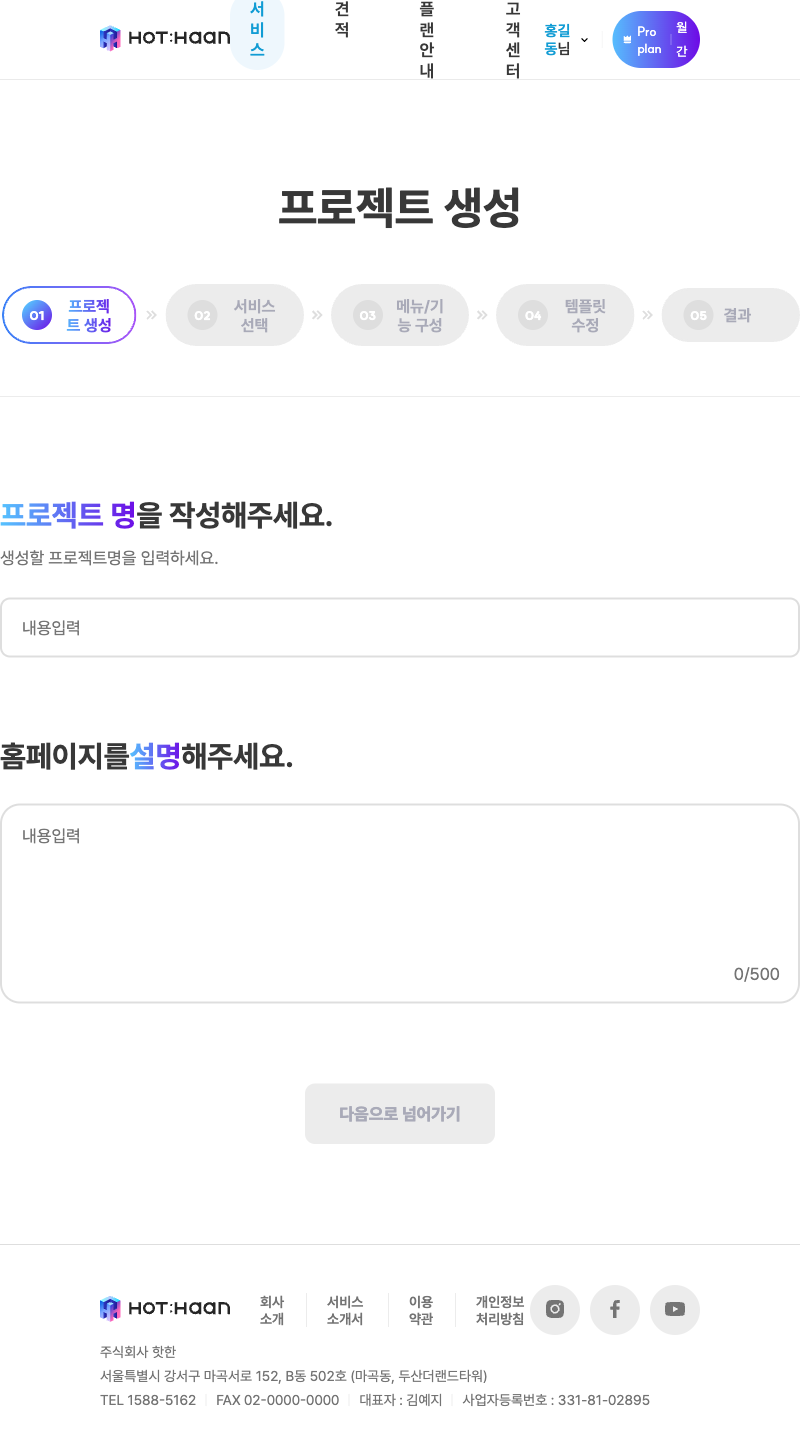 HOT:HAAN
서
비
스
견
적
플
랜
안
내
고
객
센
터
홍길
동님
Pro
plan
월
간
프로젝트 생성
01 프로젝
트 생성
02 서비스
선택
03 메뉴/기
능 구성
04 템플릿
수정
05 결과
프로젝트 명을 작성해주세요.
생성할 프로젝트명을 입력하세요.
내용입력
홈페이지를설명해주세요.
내용입력
0/500
다음으로 넘어가기
HOT:HAAN
회사
소개
서비스
소개서
이용
약관
개인정보
처리방침
주식회사 핫한
서울특별시 강서구 마곡서로 152, B동 502호 (마곡동, 두산더랜드타워)
TEL 1588-5162 FAX 02-0000-0000 대표자 : 김예지 사업자등록번호 : 331-81-02895